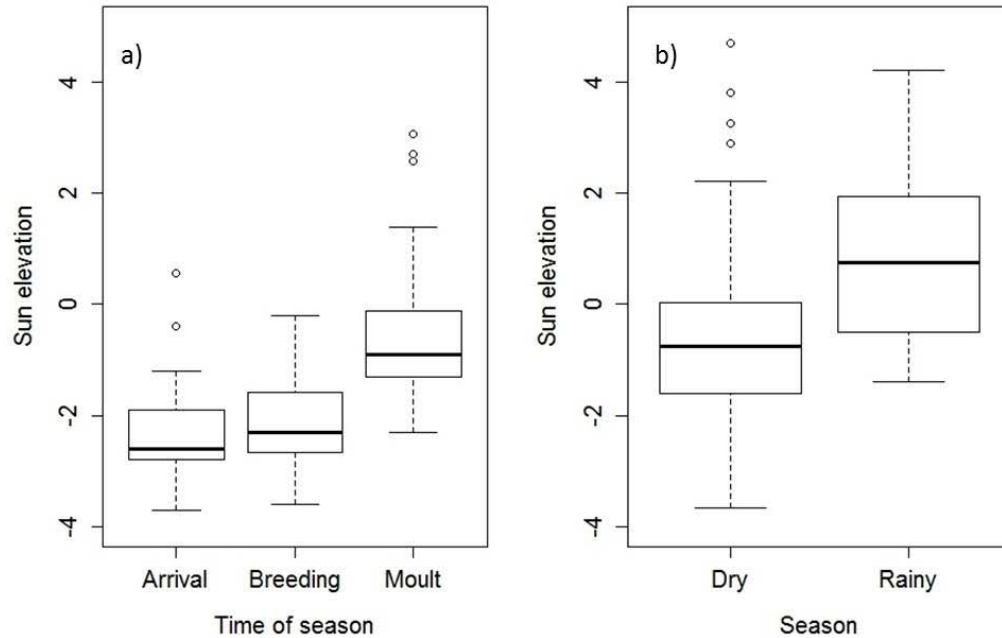 a)
Sun elevation
4
2
0
-2
-4
Arrival Breeding Moult
Time of season
b)
Sun elevation
4
2
0
-2
-4
Dry Rainy
Season